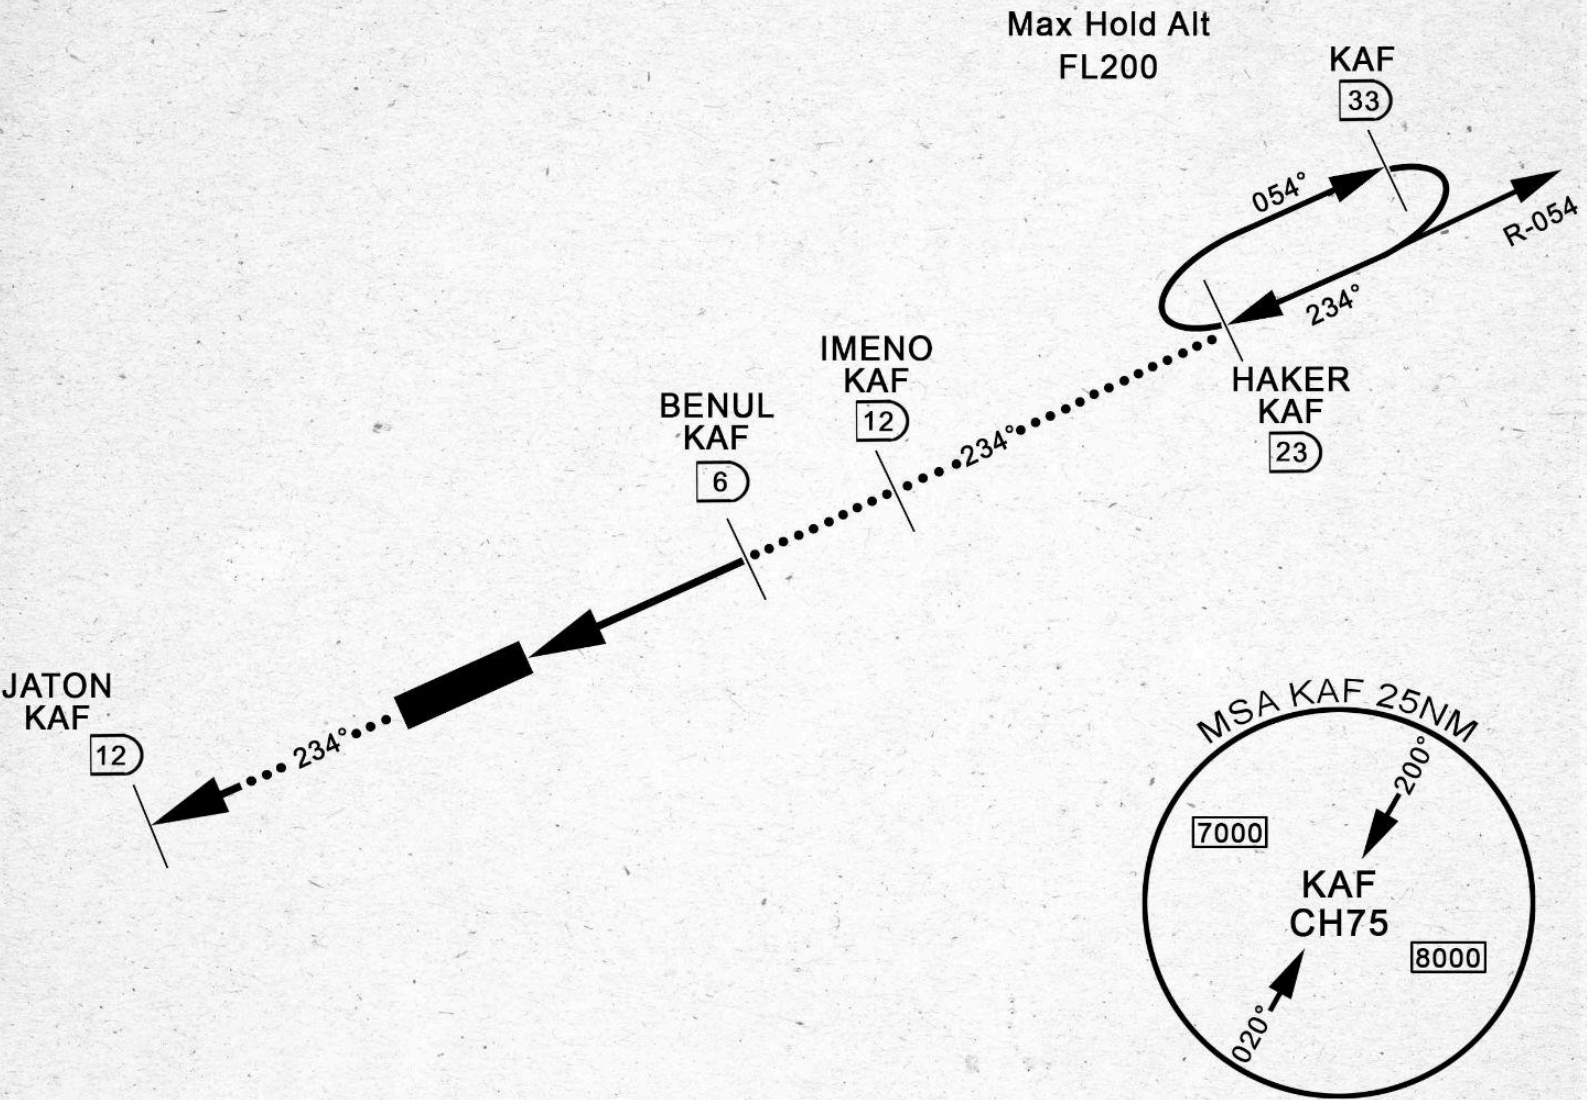 Max Hold Alt
FL200
KAF
33
054°
R-054
234°
HAKER
KAF
23
IMENO
KAF
12
234°
BENUL
KAF
6
JATON
KAF
12
234°
MSA KAF 25NM
200°
7000
KAF
CH75
8000
020°